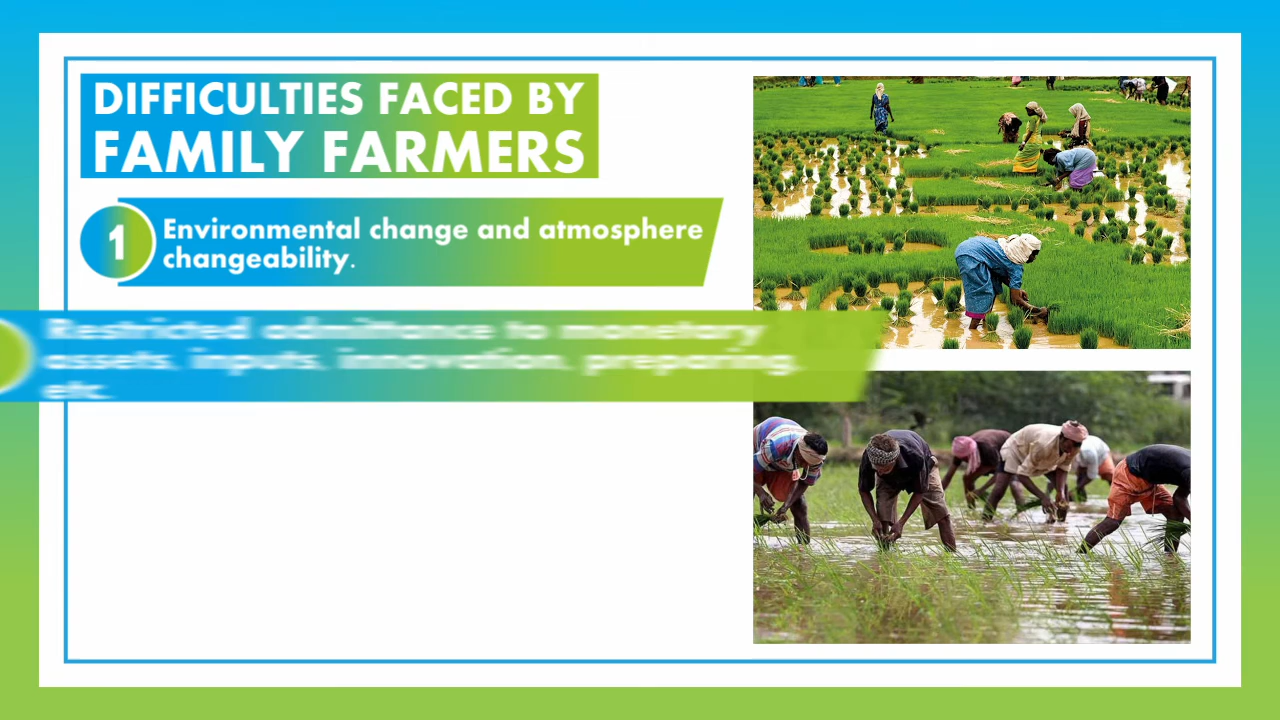 DIFFICULTIES FACED BY
FAMILY FARMERS
1
Environmental change and atmosphere
changeability.
Restricted admittance to monetary
assets, inputs, innovation, preparing,
etc.